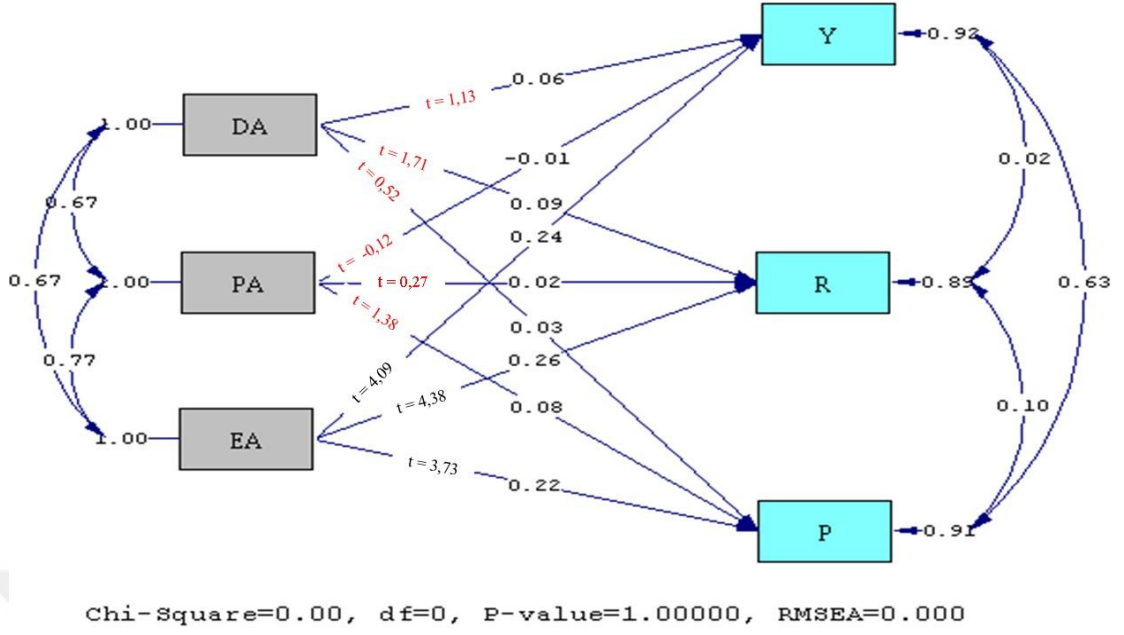 Y
0.92
0.06
t = 1,13
1.00
DA
t = 1,71
t = 0,52
-0.01
0.02
0.67
0.09
0.24
t = -0,12
0.67
1.00
PA
t = 0,27
0.02
R
0.89
0.63
t = 1,38
0.03
0.77
0.26
t = 4,09
t = 4,38
0.08
0.10
1.00
EA
t = 3,73
0.22
P
0.91
Chi-Square=0.00, df=0, P-value=1.00000, RMSEA=0.000